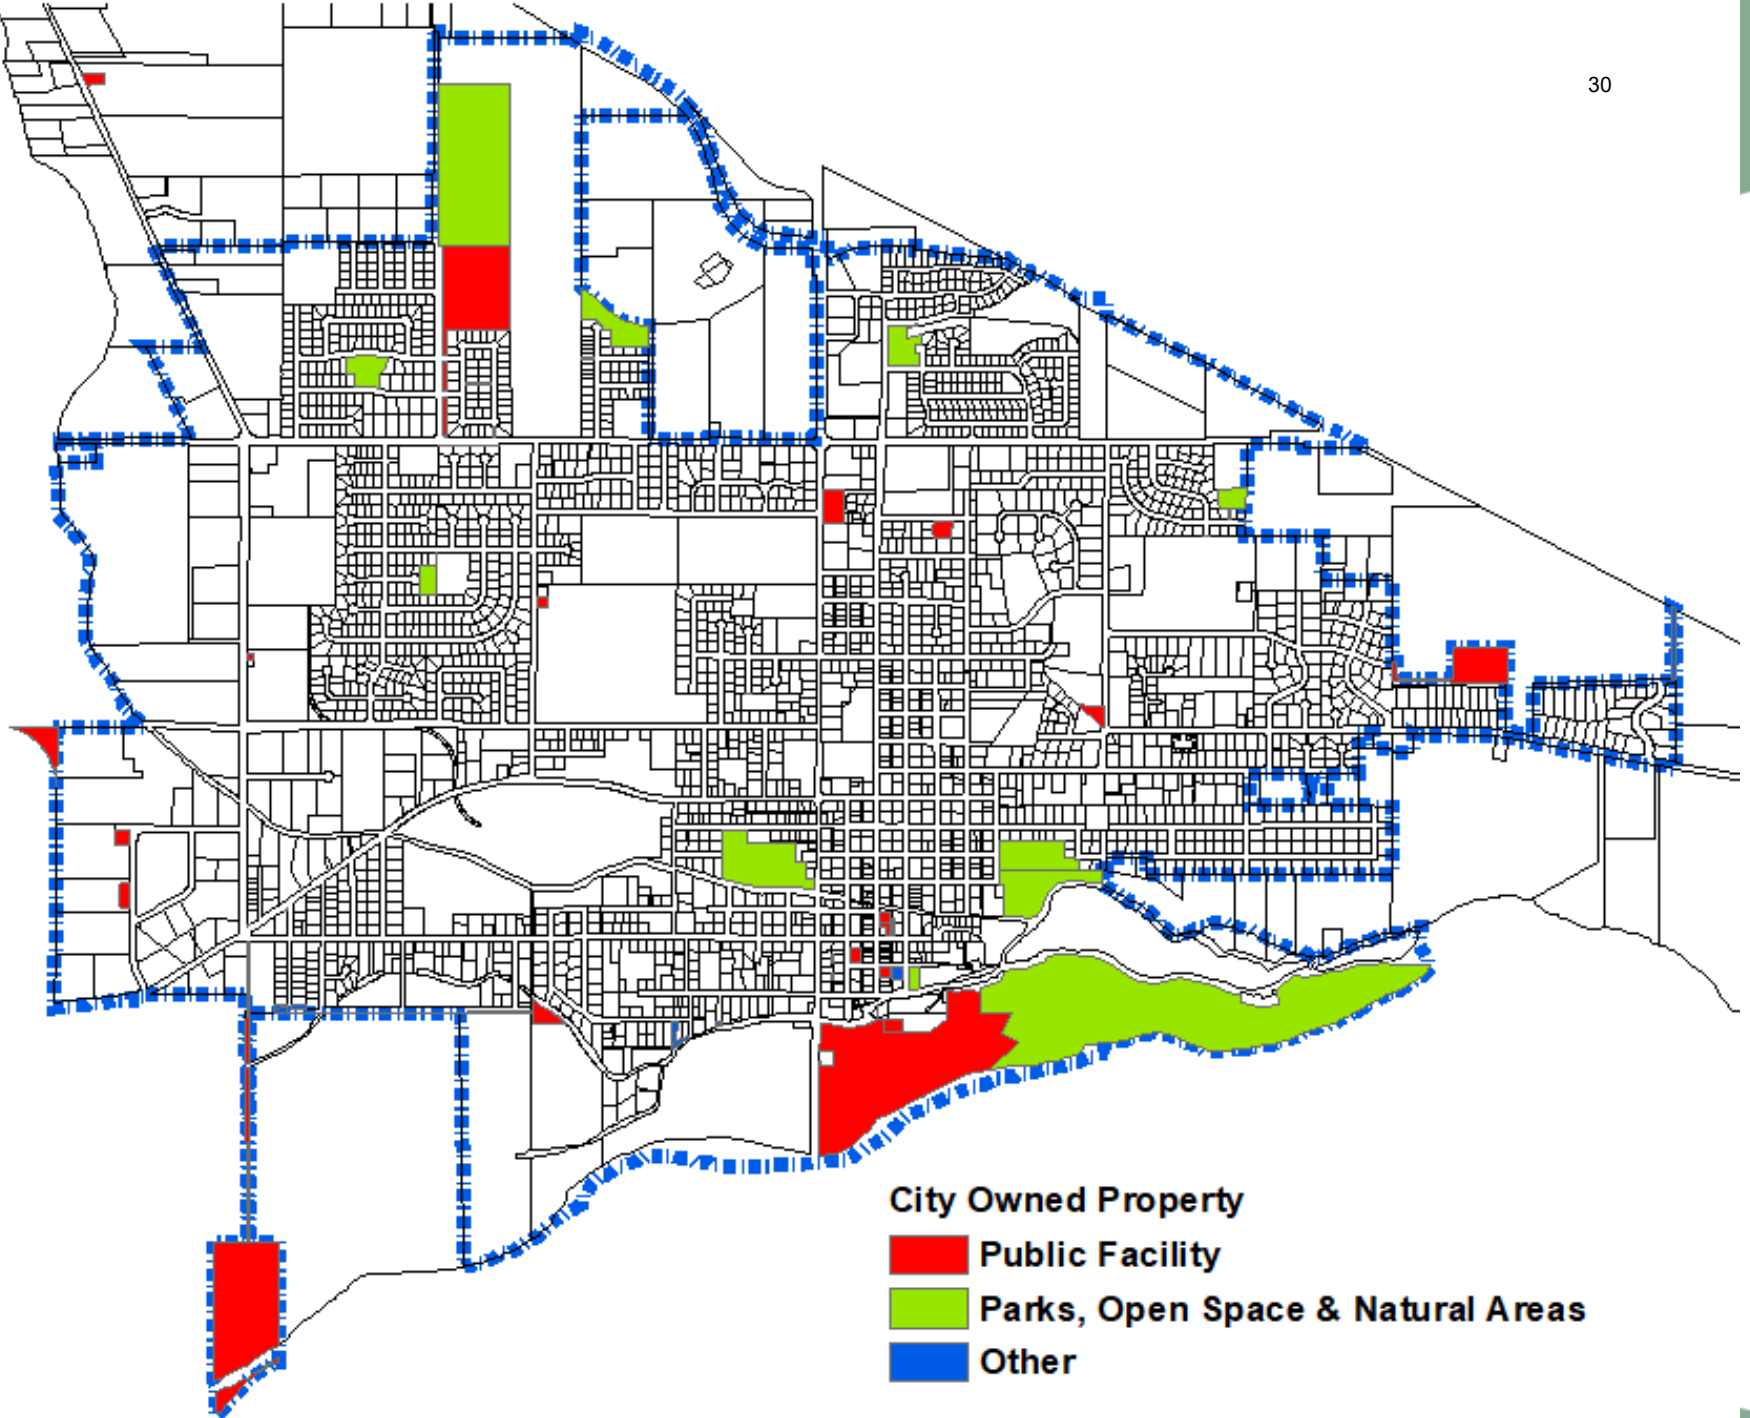 30
City Owned Property
Public Facility
Parks, Open Space & Natural Areas
Other